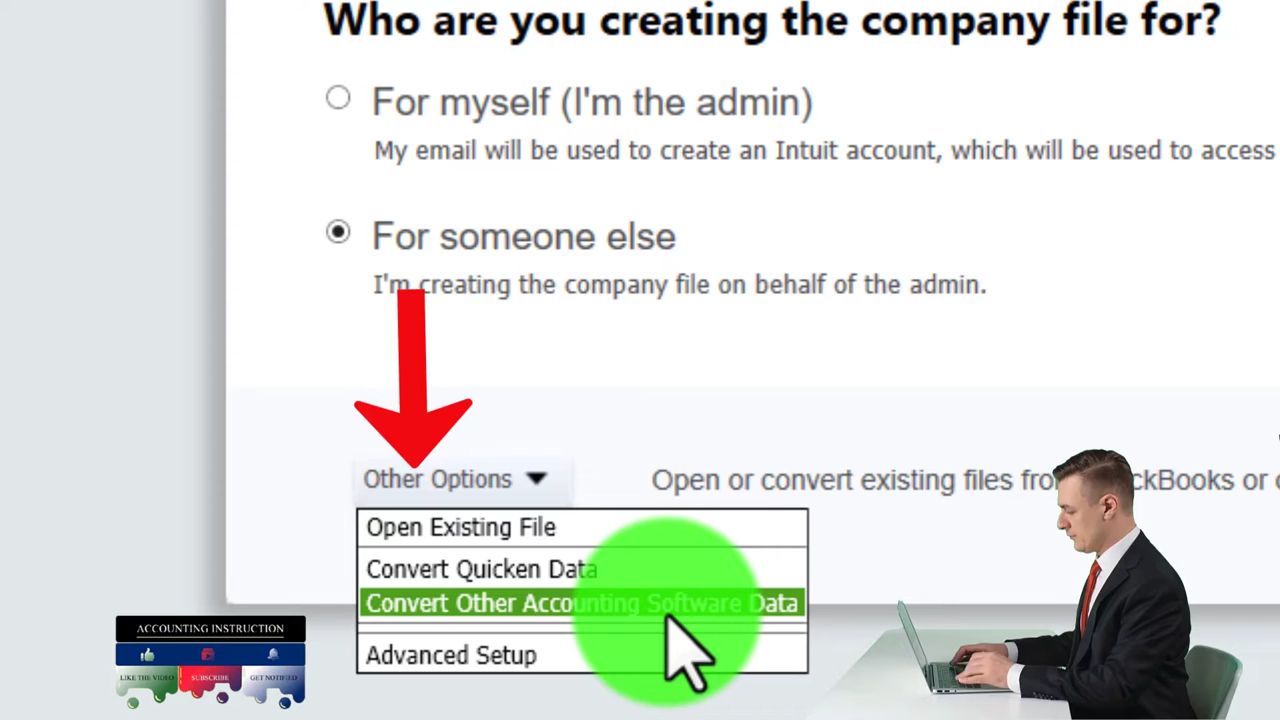 Who are you creating the company file for?
For myself (I'm the admin)
My email will be used to create an Intuit account, which will be used to access
For someone else
I'm creating the company file on behalf of the admin.
Other Options
Open or convert existing files from ckBooks or
Open Existing File
Convert Quicken Data
Convert Other Accounting Software Data
Advanced Setup
ACCOUNTING INSTRUCTION
LIKE THE VIDEO SUBSCRIBE GET NOTIFIED